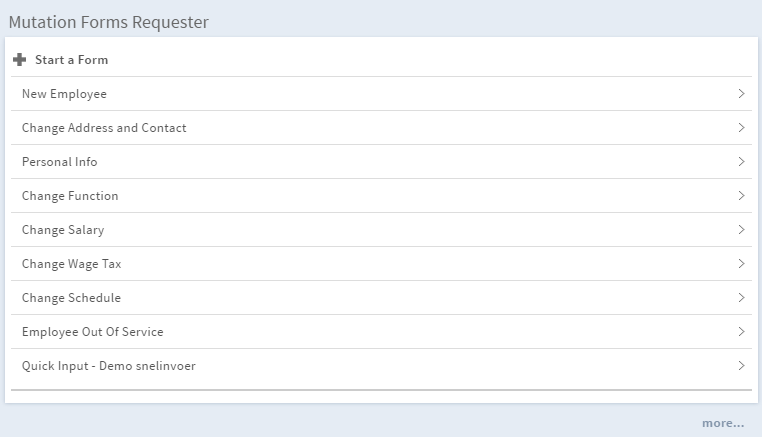 Mutation Forms Requester
Start a Form
New Employee
Change Address and Contact
Personal Info
Change Function
Change Salary
Change Wage Tax
Change Schedule
Employee Out Of Service
Quick Input - Demo snelinvoer
more...